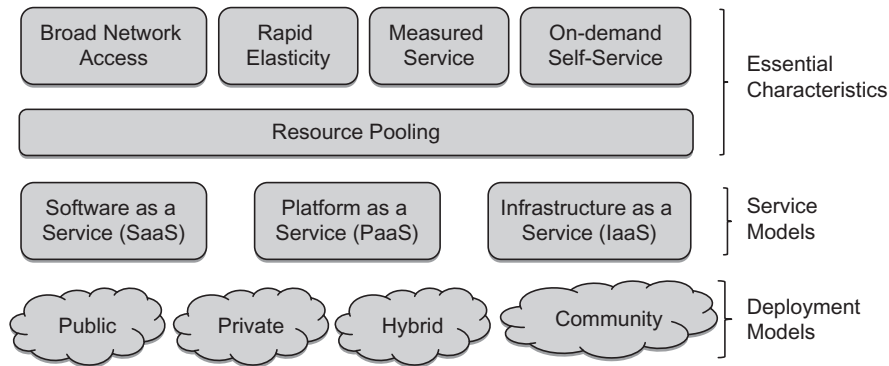 Broad Network
Access
Rapid
Elasticity
Measured
Service
On-demand
Self-Service
Essential
Characteristics
Resource Pooling
Software as a
Service (SaaS)
Platform as a
Service (PaaS)
Infrastructure as a
Service (IaaS)
Service
Models
Public
Private
Hybrid
Community
Deployment
Models